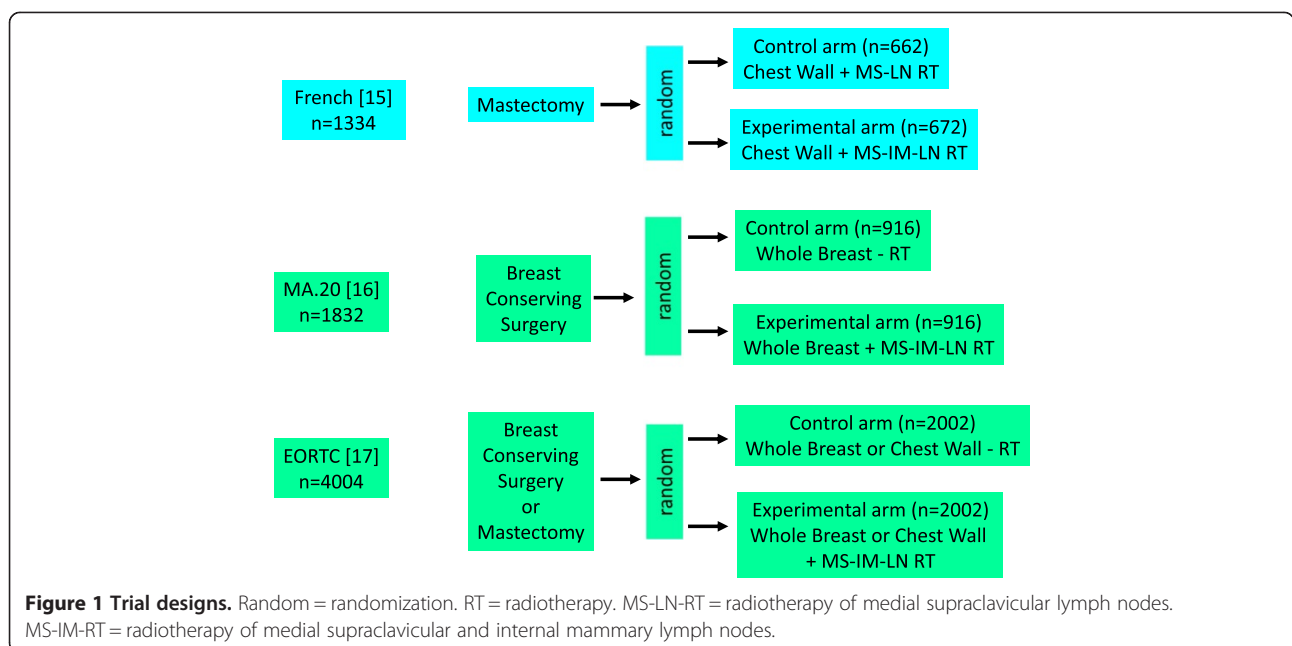 French [15]
n=1334
Mastectomy
random
Control arm (n=662)
Chest Wall + MS-LN RT
Experimental arm (n=672)
Chest Wall + MS-IM-LN RT
MA.20 [16]
n=1832
Breast
Conserving
Surgery
random
Control arm (n=916)
Whole Breast - RT
Experimental arm (n=916)
Whole Breast + MS-IM-LN RT
EORTC [17]
n=4004
Breast
Conserving
Surgery
or
Mastectomy
random
Control arm (n=2002)
Whole Breast or Chest Wall - RT
Experimental arm (n=2002)
Whole Breast or Chest Wall
+ MS-IM-LN RT
Figure 1 Trial designs. Random = randomization. RT = radiotherapy. MS-LN-RT = radiotherapy of medial supraclavicular lymph nodes.
MS-IM-RT = radiotherapy of medial supraclavicular and internal mammary lymph nodes.